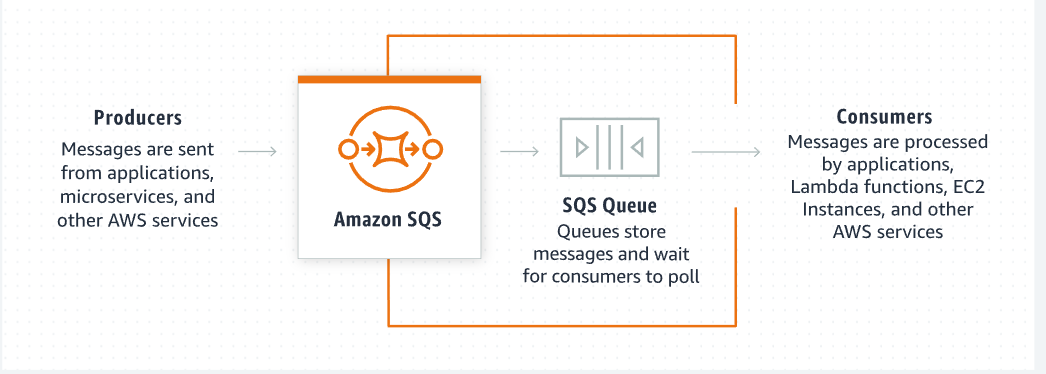 Producers
Messages are sent
from applications,
microservices, and
other AWS services
Amazon SQS
SQS Queue
Queues store
messages and wait
for consumers to poll
Consumers
Messages are processed
by applications,
Lambda functions, EC2
Instances, and other
AWS services